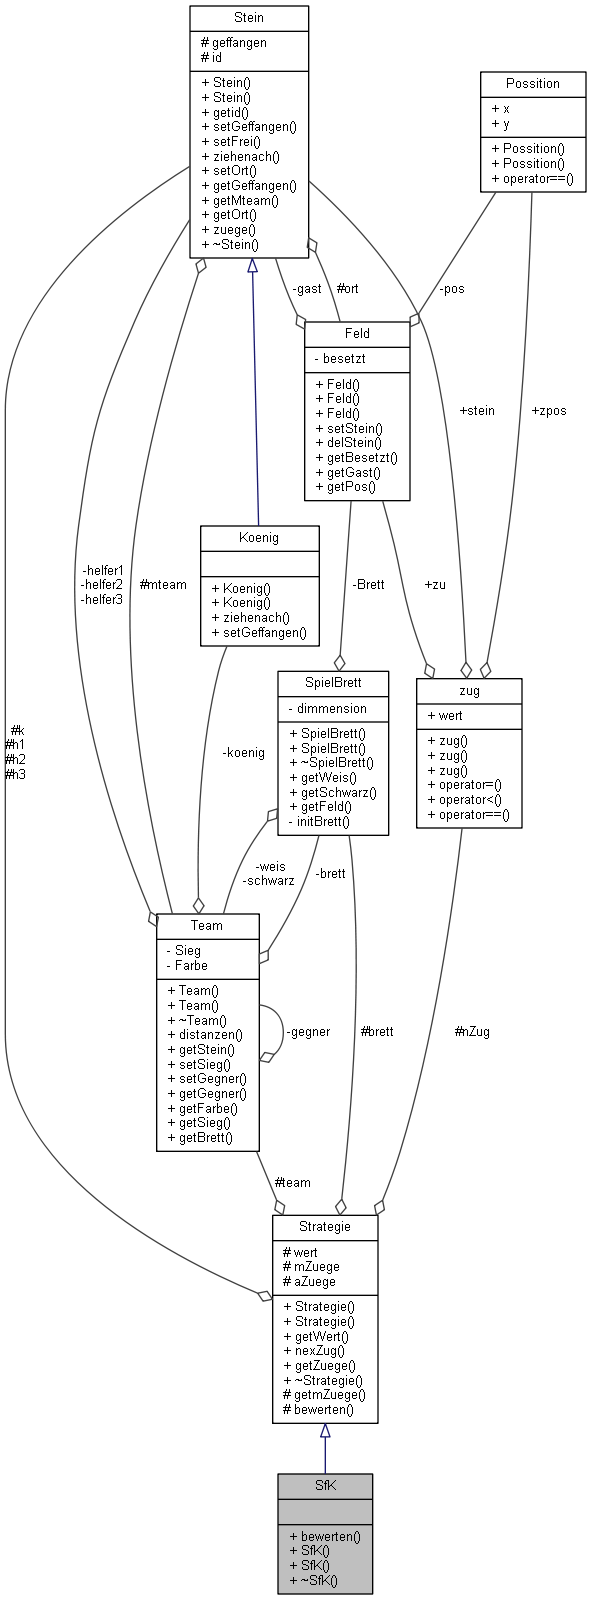 Stein
# geffangen
# id
+ Stein()
+ Stein()
+ getid()
+ setGeffangen()
+ setFrei()
+ ziehenach()
+ setOrt()
+ getGeffangen()
+ getMteam()
+ getOrt()
+ zuege()
+ ~Stein()
Possition
+ x
+ y
+ Possition()
+ Possition()
+ operator==()
-gast
#ort
-pos
Feld
- besetzt
+ Feld()
+ Feld()
+ Feld()
+ setStein()
+ delStein()
+ getBesetzt()
+ getGast()
+ getPos()
+stein
+zpos
Koenig
+ Koenig()
+ Koenig()
+ ziehenach()
+ setGeffangen()
-helfer1
-helfer2
-helfer3
#mteam
-Brett
+zu
SpielBrett
- dimmension
+ SpielBrett()
+ SpielBrett()
+ ~SpielBrett()
+ getWeis()
+ getSchwarz()
+ getFeld()
- initBrett()
zug
+ wert
+ zug()
+ zug()
+ zug()
+ operator=()
+ operator<()
+ operator==()
#k
#h1
#h2
#h3
-koenig
-weis
-schwarz
-brett
Team
- Sieg
- Farbe
+ Team()
+ Team()
+ ~Team()
+ distanzen()
+ getStein()
+ setSieg()
+ setGegner()
+ getGegner()
+ getFarbe()
+ getSieg()
+ getBrett()
-gegner
#brett
#nZug
#team
Strategie
# wert
# mZuege
# aZuege
+ Strategie()
+ Strategie()
+ getWert()
+ nexZug()
+ getZuege()
+ ~Strategie()
# getmZuege()
# bewerten()
SfK
+ bewerten()
+ SfK()
+ SfK()
+ ~SfK()